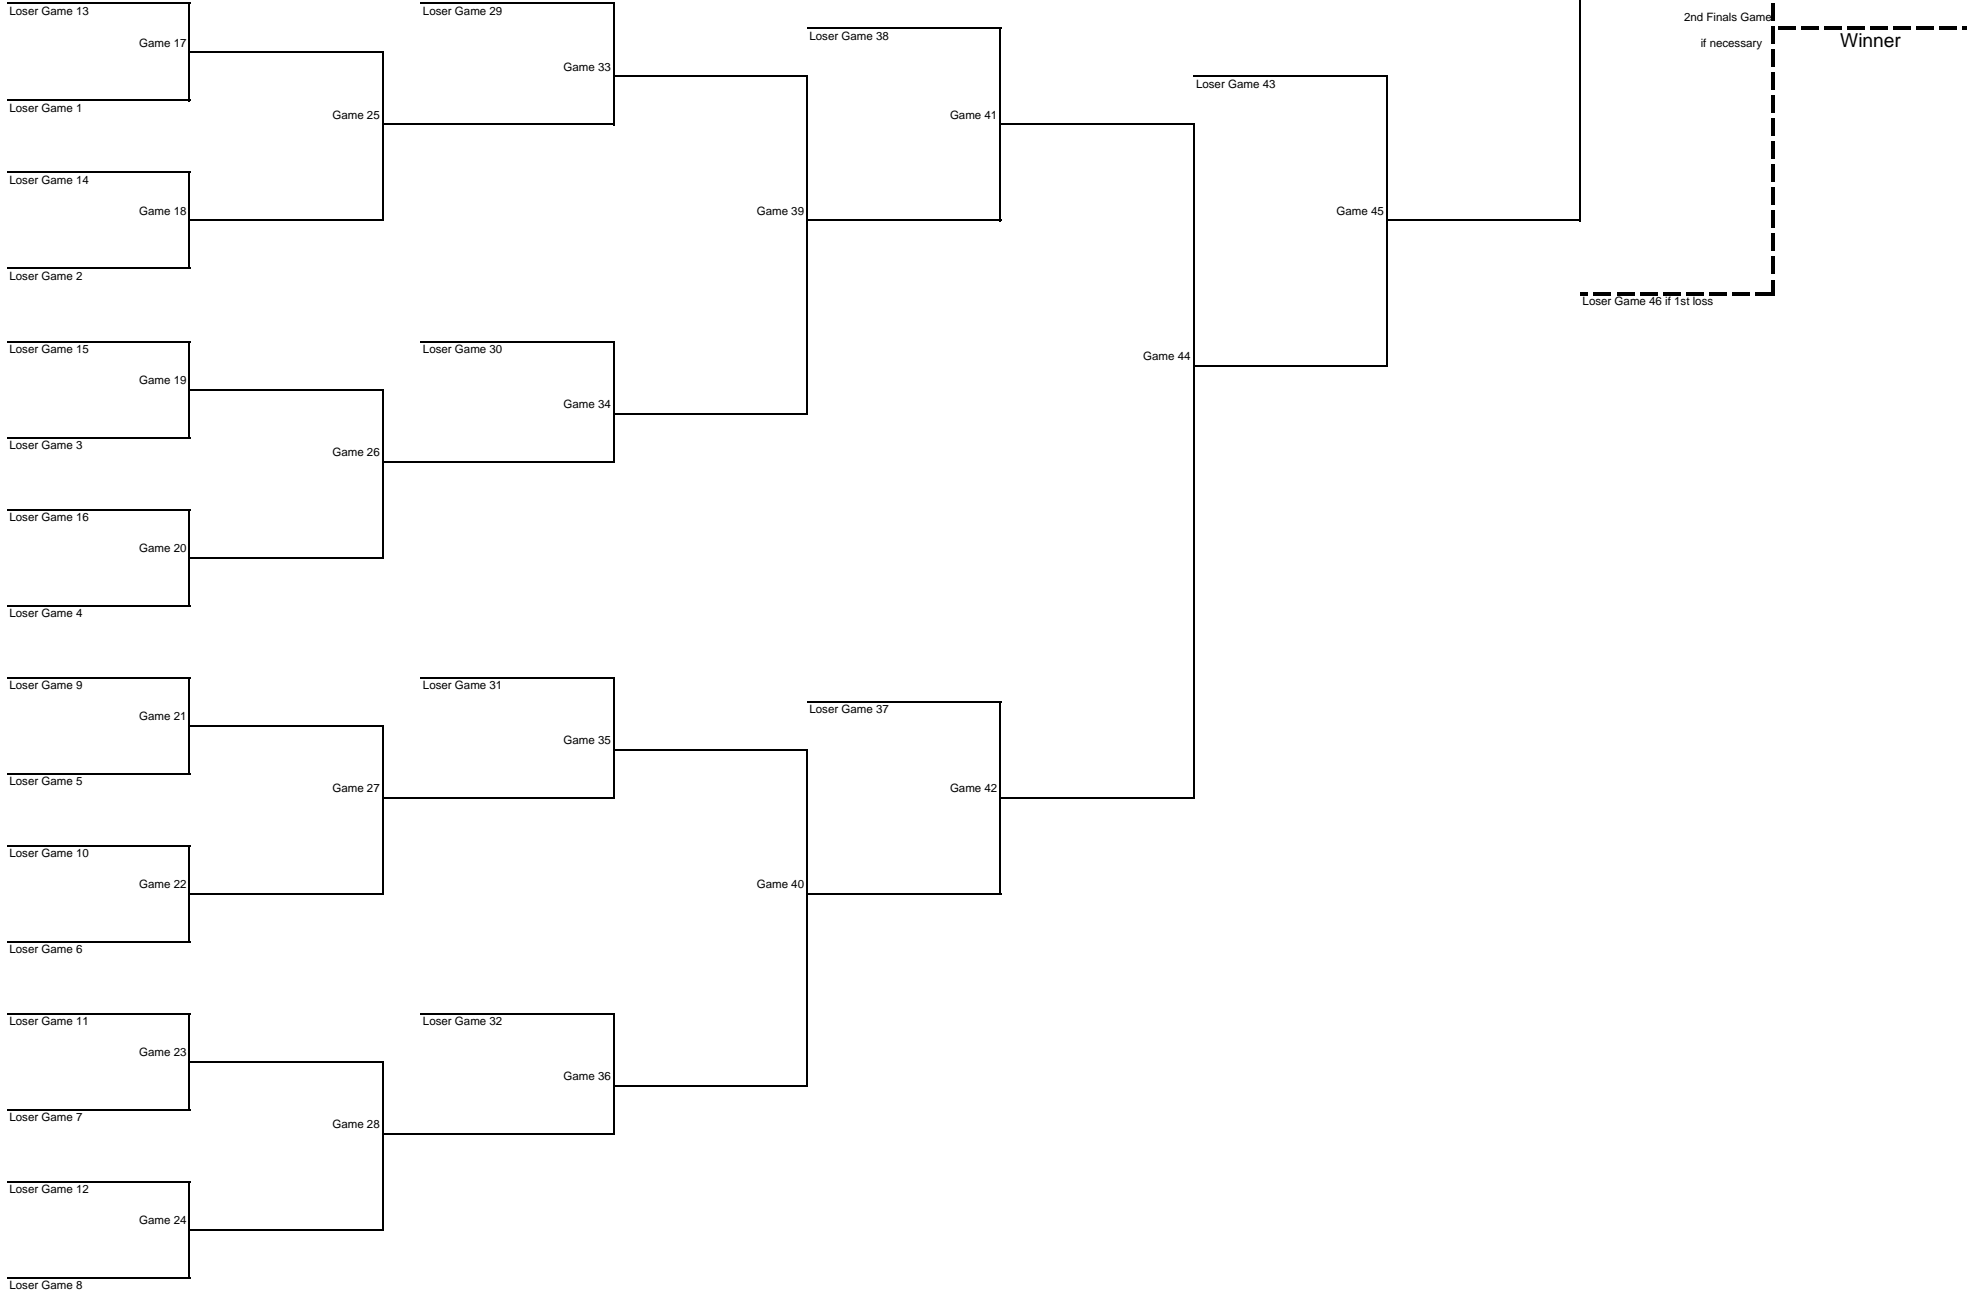 Loser Game 13
Loser Game 29
2nd Finals Game
Loser Game 38
Game 17
if necessary
Winner
Game 33
Loser Game 43
Loser Game 1
Game 25
Game 41
Loser Game 14
Game 18
Game 39
Game 45
Loser Game 2
Loser Game 46 if 1st loss
Loser Game 15
Loser Game 30
Game 44
Game 19
Game 34
Loser Game 3
Game 26
Loser Game 16
Game 20
Loser Game 4
Loser Game 9
Loser Game 31
Loser Game 37
Game 21
Game 35
Loser Game 5
Game 27
Game 42
Loser Game 10
Game 22
Game 40
Loser Game 6
Loser Game 11
Loser Game 32
Game 23
Game 36
Loser Game 7
Game 28
Loser Game 12
Game 24
Loser Game 8